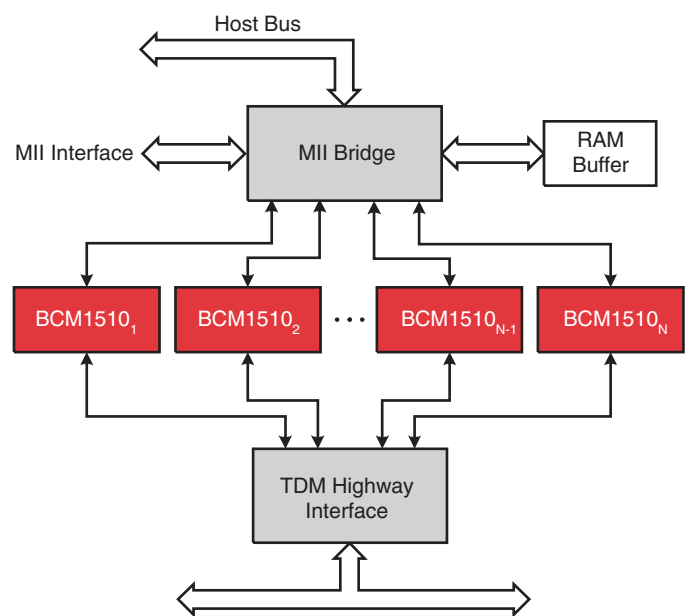 Host Bus
MII Interface
MII Bridge
RAM
Buffer
BCM1510₁
BCM1510₂
...
BCM1510N-1
BCM1510N
TDM Highway
Interface